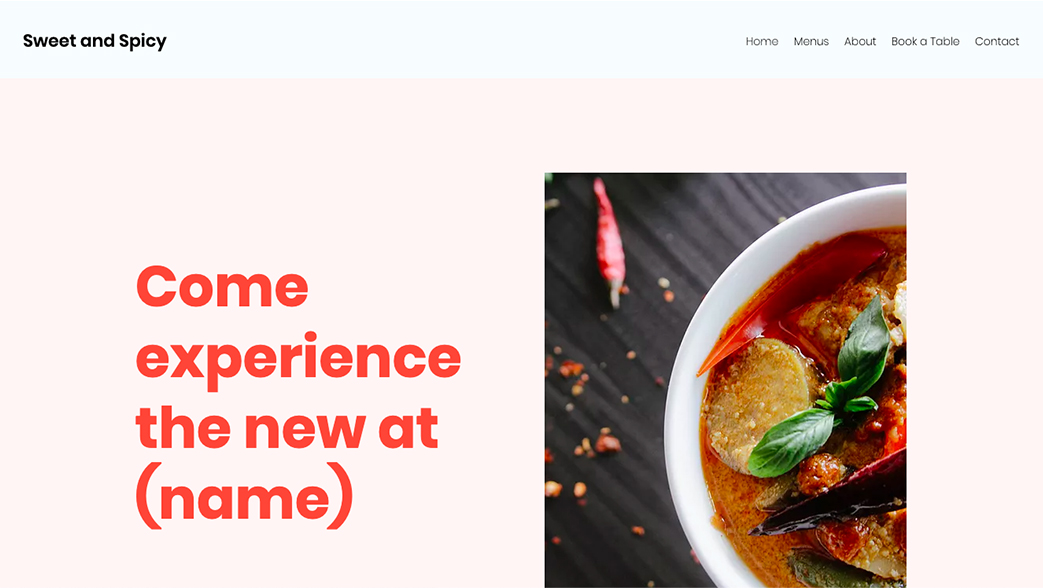 Sweet and Spicy
Home Menus About Book a Table Contact
Come
experience
the new at
(name)